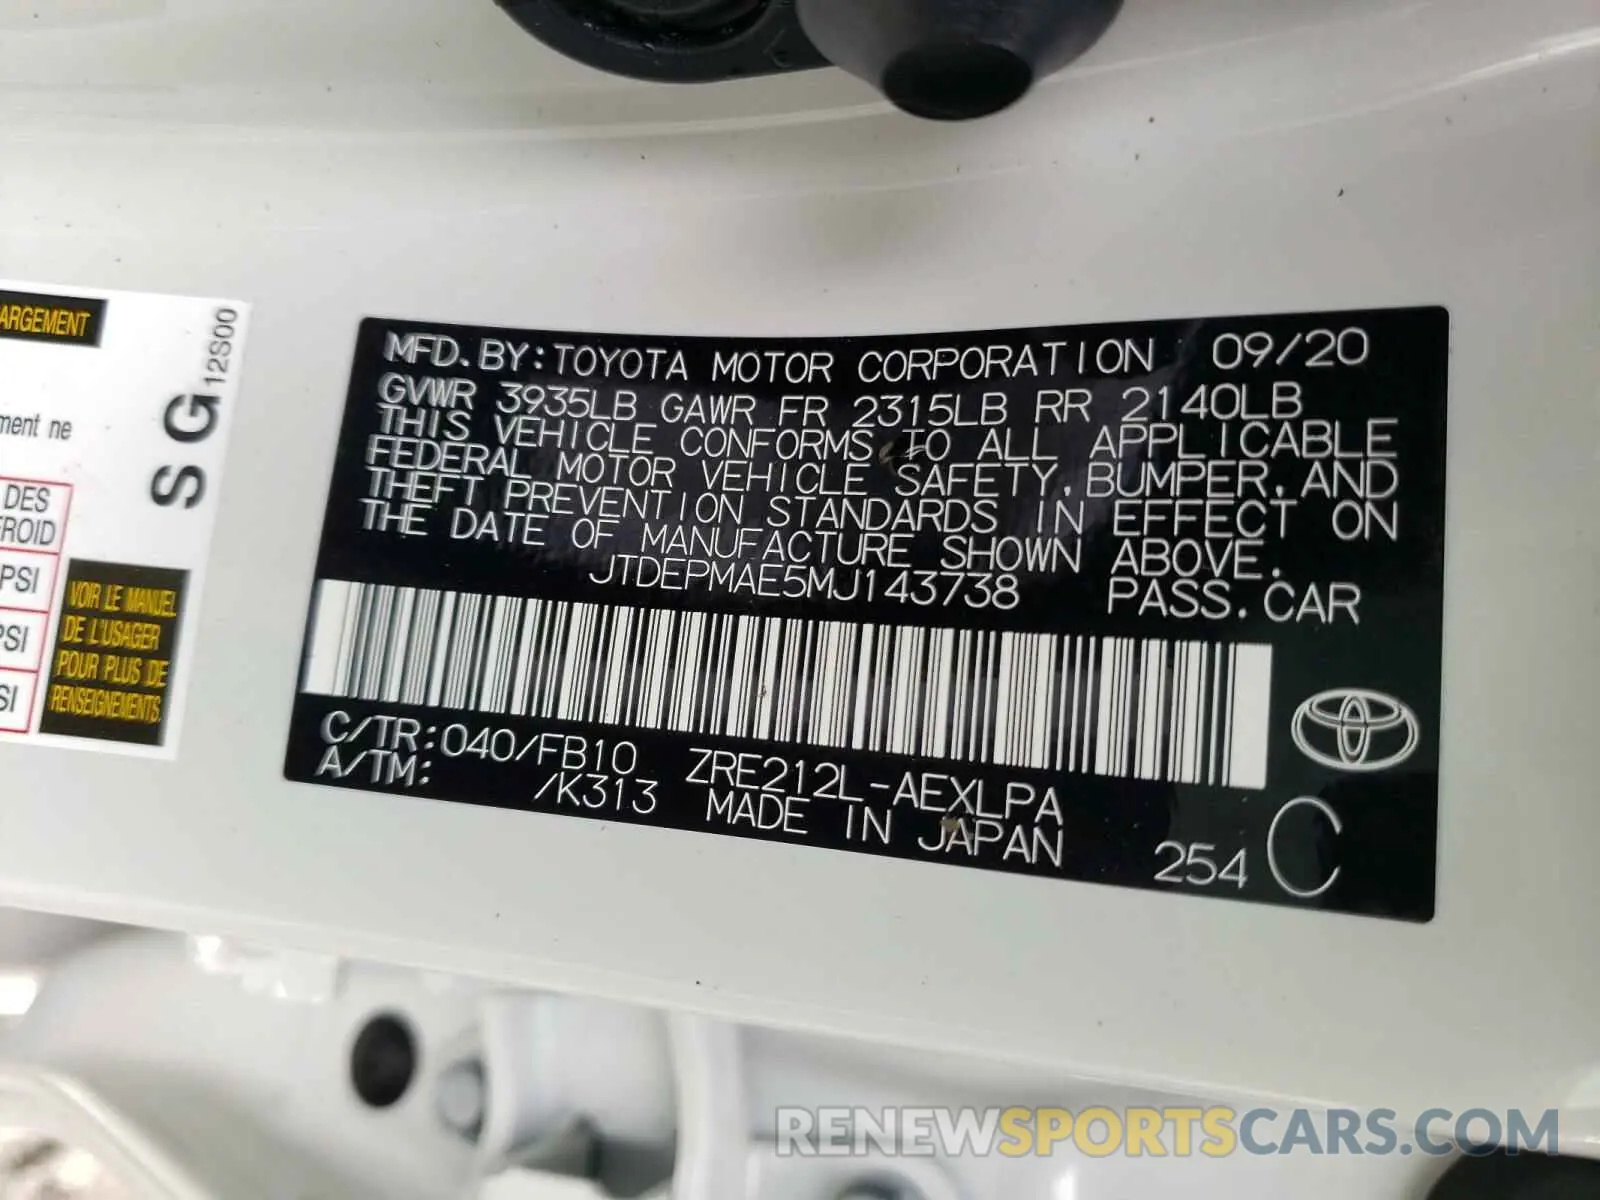 ARGEMENT
ment ne
DES
FROID
PSI
PSI
SI
SG12S00
VOIR LE MANUEL
DE L'USAGER
POUR PLUS DE
RENSEIGNEMENTS.
MFD. BY: TOYOTA MOTOR CORPORATION 09/20
GVWR 3935LB GAWR FR 2315LB RR 2140LB
THIS VEHICLE CONFORMS TO ALL APPLICABLE
FEDERAL MOTOR VEHICLE SAFETY, BUMPER, AND
THEFT PREVENTION STANDARDS IN EFFECT ON
THE DATE OF MANUFACTURE SHOWN ABOVE.
JTDEPMAE5MJ143738 PASS. CAR
C/TR: 040/FB10 ZRE212L-AEXLPA
A/TM: /K313 MADE IN JAPAN
254 C
RENEWSPORTSCARS.COM